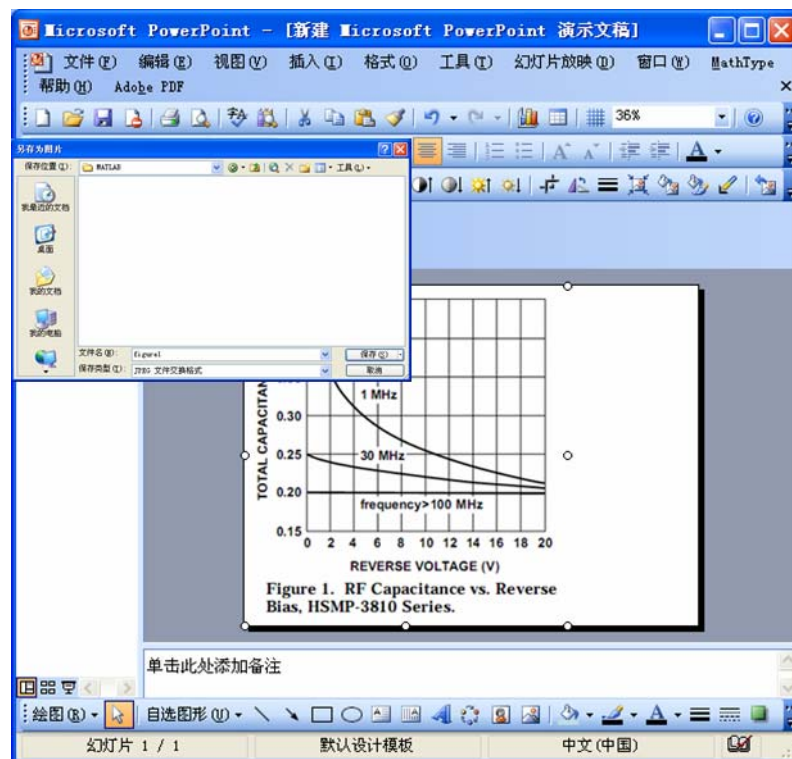 Microsoft PowerPoint - [新建 Microsoft PowerPoint 演示文稿]
文件(F) 编辑(E) 视图(V) 插入(I) 格式(O) 工具(T) 幻灯片放映(D) 窗口(W) MathType
帮助(H) Adobe PDF
36%
另存为图片
保存位置(I): MATLAB 工具(L)
我最近的文档
桌面
我的文档
我的电脑
文件名(N): figure1 保存(S)
保存类型(T): JPEG 文件交换格式 取消
TOTAL CAPACITAN
1 MHz
0.30
0.25 30 MHz
0.20
frequency>100 MHz
0.15
0 2 4 6 8 10 12 14 16 18 20
REVERSE VOLTAGE (V)
Figure 1. RF Capacitance vs. Reverse
Bias, HSMP-3810 Series.
单击此处添加备注
绘图(R) 自选图形(U)
幻灯片 1 / 1 默认设计模板 中文(中国)